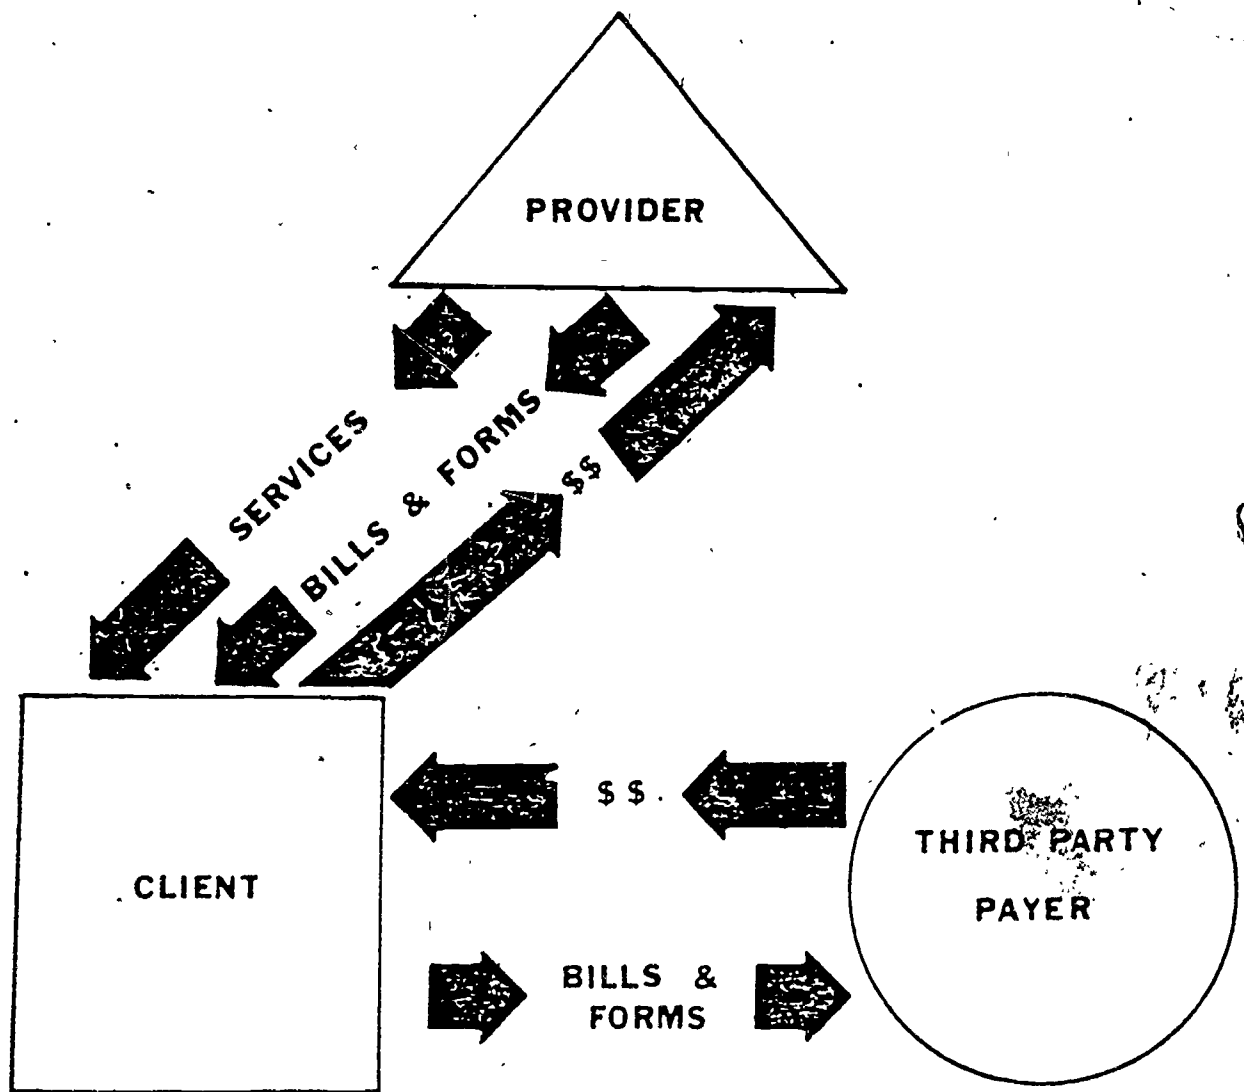 PROVIDER
SERVICES
BILLS & FORMS
$$
$ $
CLIENT
THIRD PARTY
PAYER
BILLS &
FORMS